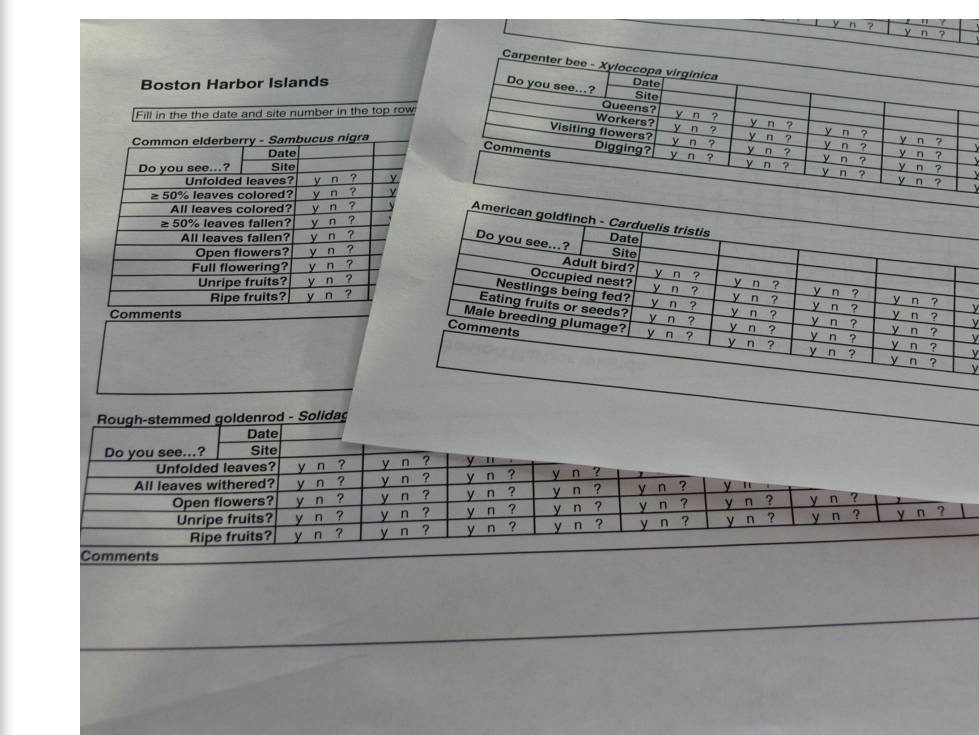 Boston Harbor Islands
Fill in the the date and site number in the top row
Common elderberry - Sambucus nigra
Date
Do you see...? Site
Unfolded leaves? y n ? y
≥ 50% leaves colored? y n ? y
All leaves colored? y n ?
≥ 50% leaves fallen? y n ?
All leaves fallen? y n ?
Open flowers? y n ?
Full flowering? y n ?
Unripe fruits? y n ?
Ripe fruits? y n ?
Comments
Rough-stemmed goldenrod - Solidag
Date
Do you see...? Site
Unfolded leaves? y n ? y n ? y n
All leaves withered? y n ? y n ? y n ? y n ?
Open flowers? y n ? y n ? y n ? y n ? y n ? y n
Unripe fruits? y n ? y n ? y n ? y n ? y n ? y n ? y n ?
Ripe fruits? y n ? y n ? y n ? y n ? y n ? y n ? y n ? y n ?
Comments
y n ? y n ?
y n ?
Carpenter bee - Xyloccopa virginica
Do you see...? Date
Site
Queens? y n ? y n ? y n ? y n ?
Workers? y n ? y n ? y n ? y n ?
Visiting flowers? y n ? y n ? y n ? y n ?
Digging? y n ? y n ? y n ? y n ?
Comments
American goldfinch - Carduelis tristis
Do you see...? Date
Site
Adult bird? y n ? y n ? y n ? y n ? y
Occupied nest? y n ? y n ? y n ? y n ? y
Nestlings being fed? y n ? y n ? y n ? y n ? y
Eating fruits or seeds? y n ? y n ? y n ? y n ? y
Male breeding plumage? y n ? y n ? y n ? y n ? y
Comments